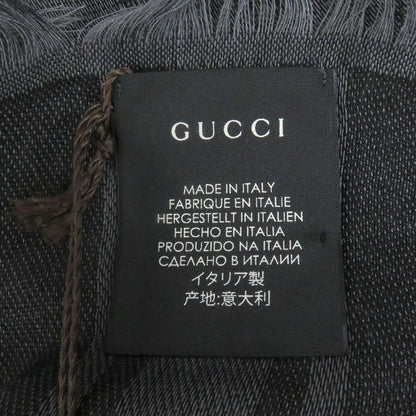 GUCCI
MADE IN ITALY
FABRIQUE EN ITALIE
HERGESTELLT IN ITALIEN
HECHO EN ITALIA
PRODUZIDO NA ITALIA
СДЕЛАНО В ИТАЛИИ
イタリア製
产地:意大利